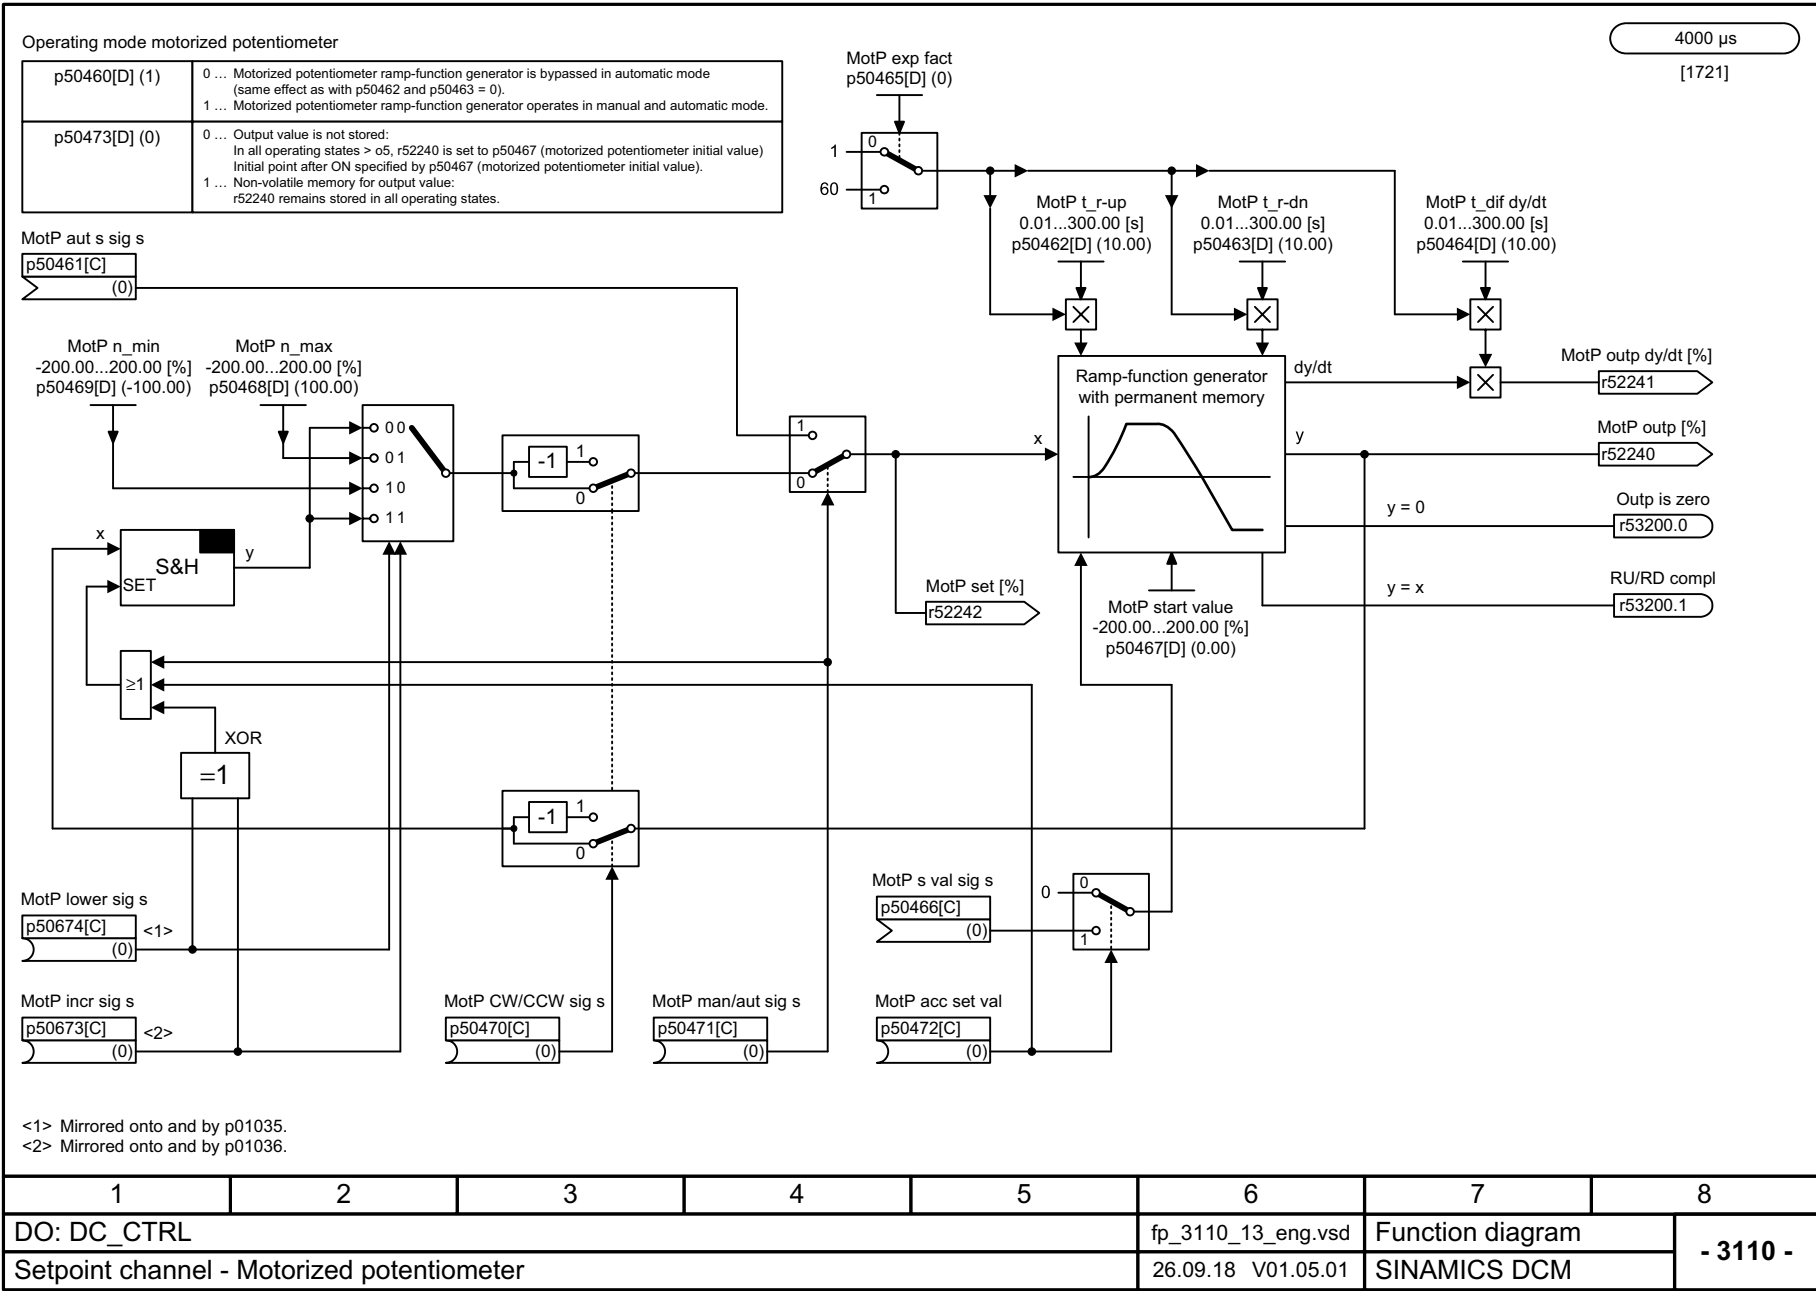 Operating mode motorized potentiometer
p50460[D] (1)
0 … Motorized potentiometer ramp-function generator is bypassed in automatic mode
(same effect as with p50462 and p50463 = 0).
1 … Motorized potentiometer ramp-function generator operates in manual and automatic mode.
p50473[D] (0)
0 … Output value is not stored:
In all operating states > o5, r52240 is set to p50467 (motorized potentiometer initial value)
Initial point after ON specified by p50467 (motorized potentiometer initial value).
1 … Non-volatile memory for output value:
r52240 remains stored in all operating states.
MotP exp fact
p50465[D] (0)
4000 µs
[1721]
1
0
60
1
MotP t_r-up
0.01...300.00 [s]
p50462[D] (10.00)
MotP t_r-dn
0.01...300.00 [s]
p50463[D] (10.00)
MotP t_dif dy/dt
0.01...300.00 [s]
p50464[D] (10.00)
MotP aut s sig s
p50461[C]
(0)
MotP n_min
-200.00...200.00 [%]
p50469[D] (-100.00)
MotP n_max
-200.00...200.00 [%]
p50468[D] (100.00)
0 0
0 1
1 0
1 1
-1
1
0
1
0
x
Ramp-function generator
with permanent memory
dy/dt
y
y = 0
y = x
MotP outp dy/dt [%]
r52241
MotP outp [%]
r52240
Outp is zero
r53200.0
RU/RD compl
r53200.1
x
S&H
SET
y
MotP set [%]
r52242
MotP start value
-200.00...200.00 [%]
p50467[D] (0.00)
≥1
XOR
=1
-1
1
0
MotP lower sig s
p50674[C]
(0)
<1>
MotP s val sig s
p50466[C]
(0)
0
0
1
MotP incr sig s
p50673[C]
(0)
<2>
MotP CW/CCW sig s
p50470[C]
(0)
MotP man/aut sig s
p50471[C]
(0)
MotP acc set val
p50472[C]
(0)
<1> Mirrored onto and by p01035.
<2> Mirrored onto and by p01036.
1 2 3 4 5 6 7 8
DO: DC_CTRL
fp_3110_13_eng.vsd
Function diagram
- 3110 -
Setpoint channel - Motorized potentiometer
26.09.18 V01.05.01
SINAMICS DCM